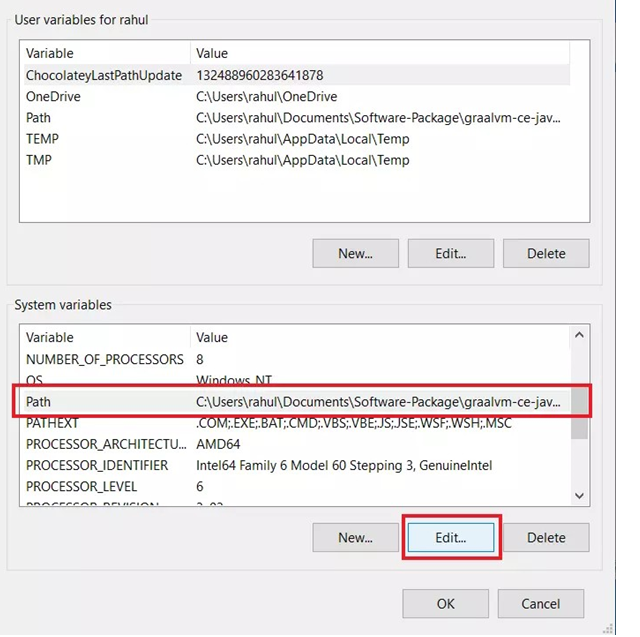 User variables for rahul
Variable Value
ChocolateyLastPathUpdate 132488960283641878
OneDrive C:\Users\rahul\OneDrive
Path C:\Users\rahul\Documents\Software-Package\graalvm-ce-jav...
TEMP C:\Users\rahul\AppData\Local\Temp
TMP C:\Users\rahul\AppData\Local\Temp
New... Edit... Delete
System variables
Variable Value
NUMBER_OF_PROCESSORS 8
OS Windows_NT
Path C:\Users\rahul\Documents\Software-Package\graalvm-ce-jav...
PATHEXT .COM;.EXE;.BAT;.CMD;.VBS;.VBE;.JS;.JSE;.WSF;.WSH;.MSC
PROCESSOR_ARCHITECTU... AMD64
PROCESSOR_IDENTIFIER Intel64 Family 6 Model 60 Stepping 3, GenuineIntel
PROCESSOR_LEVEL 6
New... Edit... Delete
OK Cancel